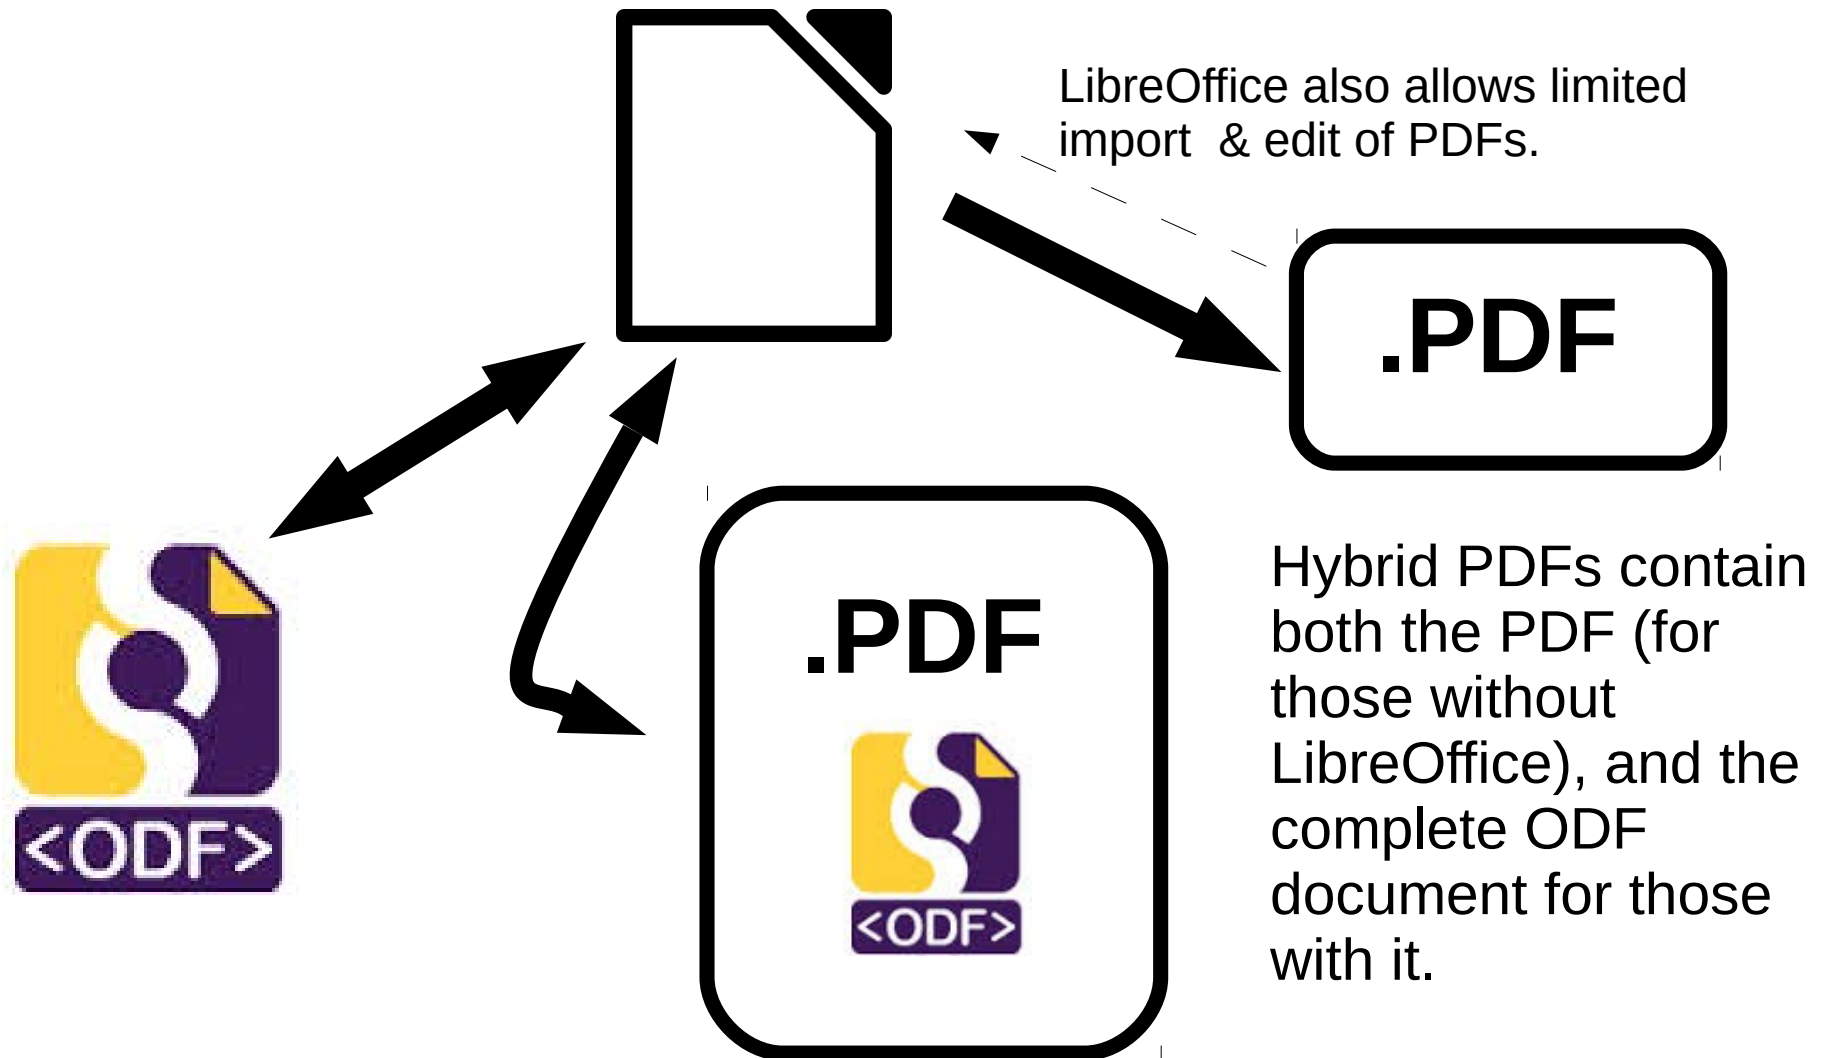 LibreOffice also allows limited
import  & edit of PDFs.
.PDF
.PDF
<ODF>
<ODF>
Hybrid PDFs contain
both the PDF (for
those without
LibreOffice), and the
complete ODF
document for those
with it.